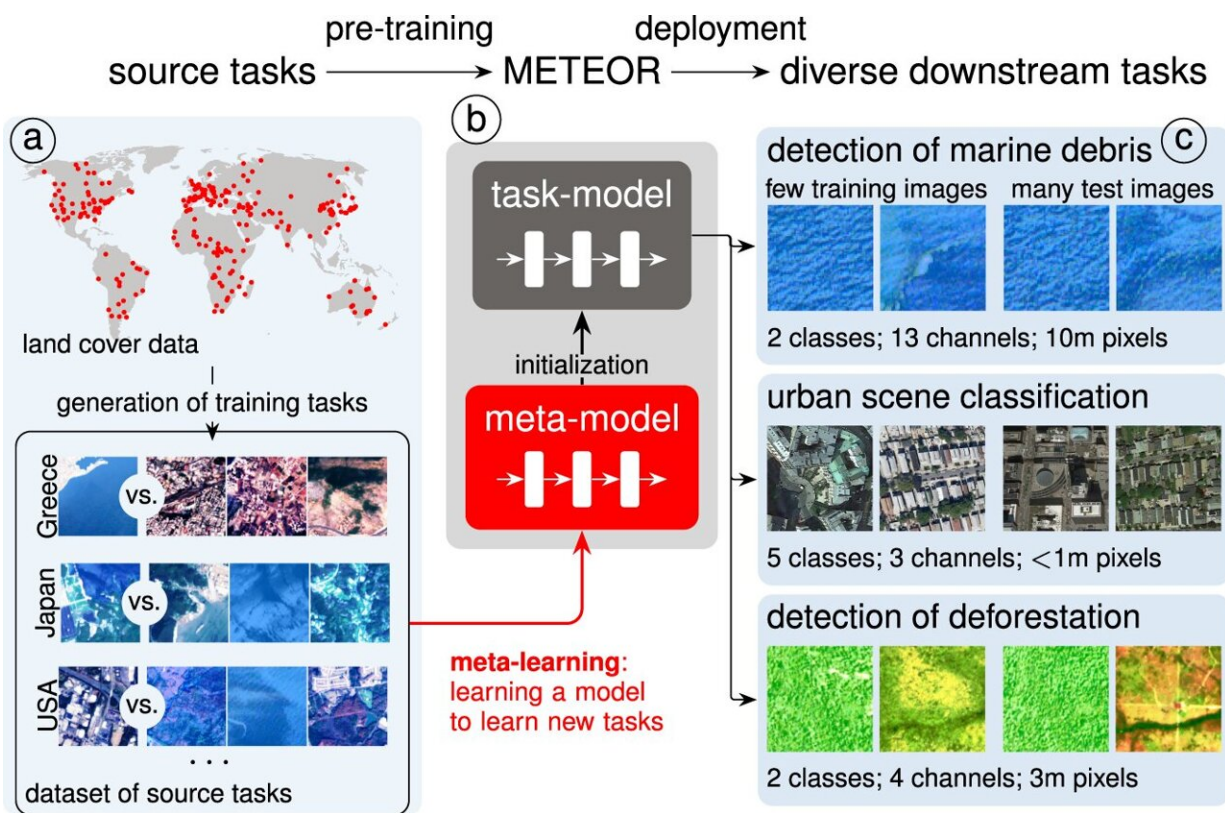 pre-training
deployment
source tasks
METEOR
diverse downstream tasks
a
land cover data
generation of training tasks
Greece
vs.
Japan
vs.
USA
vs.
...
dataset of source tasks
b
task-model
initialization
meta-model
meta-learning:
learning a model
to learn new tasks
c
detection of marine debris
few training images
many test images
2 classes; 13 channels; 10m pixels
urban scene classification
5 classes; 3 channels; <1m pixels
detection of deforestation
2 classes; 4 channels; 3m pixels